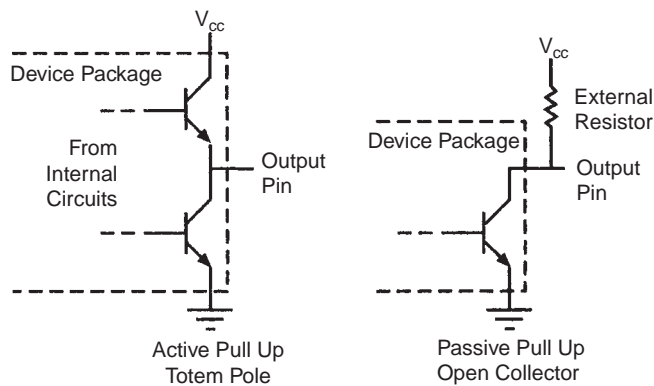 Vcc
Device Package
From
Internal
Circuits
Output
Pin
Active Pull Up
Totem Pole
Vcc
External
Resistor
Device Package
Output
Pin
Passive Pull Up
Open Collector